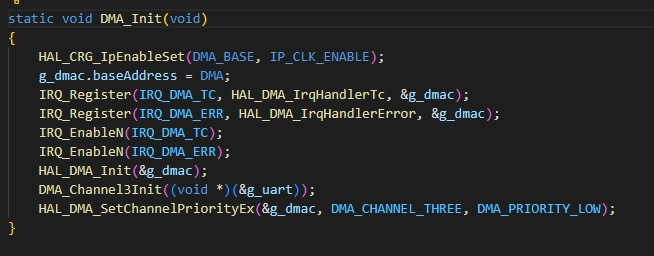 static void DMA_Init(void)
{
    HAL_CRG_IpEnableSet(DMA_BASE, IP_CLK_ENABLE);
    g_dmac.baseAddress = DMA;
    IRQ_Register(IRQ_DMA_TC, HAL_DMA_IrqHandlerTc, &g_dmac);
    IRQ_Register(IRQ_DMA_ERR, HAL_DMA_IrqHandlerError, &g_dmac);
    IRQ_EnableN(IRQ_DMA_TC);
    IRQ_EnableN(IRQ_DMA_ERR);
    HAL_DMA_Init(&g_dmac);
    DMA_Channel3Init((void *)(&g_uart));
    HAL_DMA_SetChannelPriorityEx(&g_dmac, DMA_CHANNEL_THREE, DMA_PRIORITY_LOW);
}